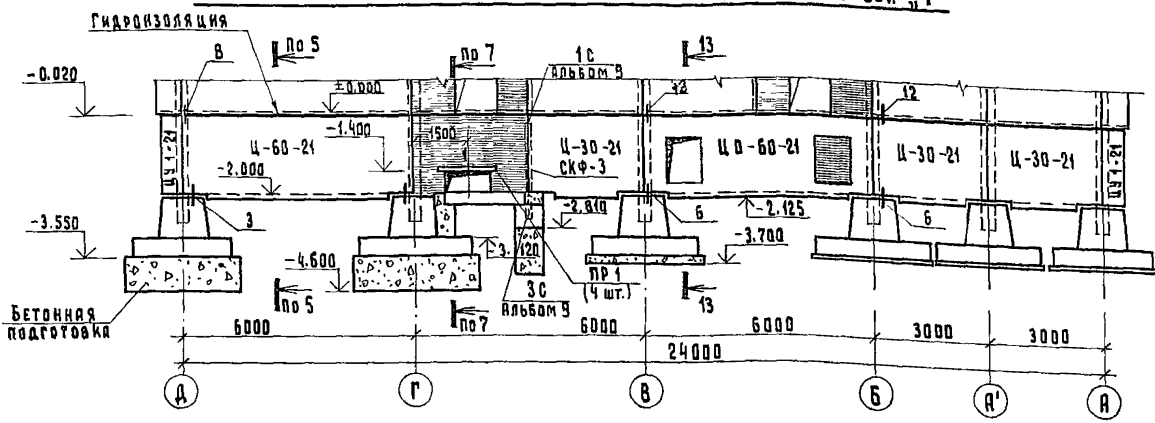 Гидроизоляция
В
По 5
По 7
1С
Альбом 9
13
-0.020
±0.000
12
12
-1.400
1500
ЦУ1-21
Ц-60-21
Ц-30-21
СКФ-3
ЦО-60-21
Ц-30-21
Ц-30-21
ЦУ1-21
-2.000
-3.550
3
-2.810
6
-2.125
6
-3.700
-4.600
3.120
ПР 1
(4 шт.)
3С
Альбом 9
По 5
По 7
13
Бетонная
подготовка
6000
6000
6000
3000
3000
24000
Д
Г
В
Б
А'
А